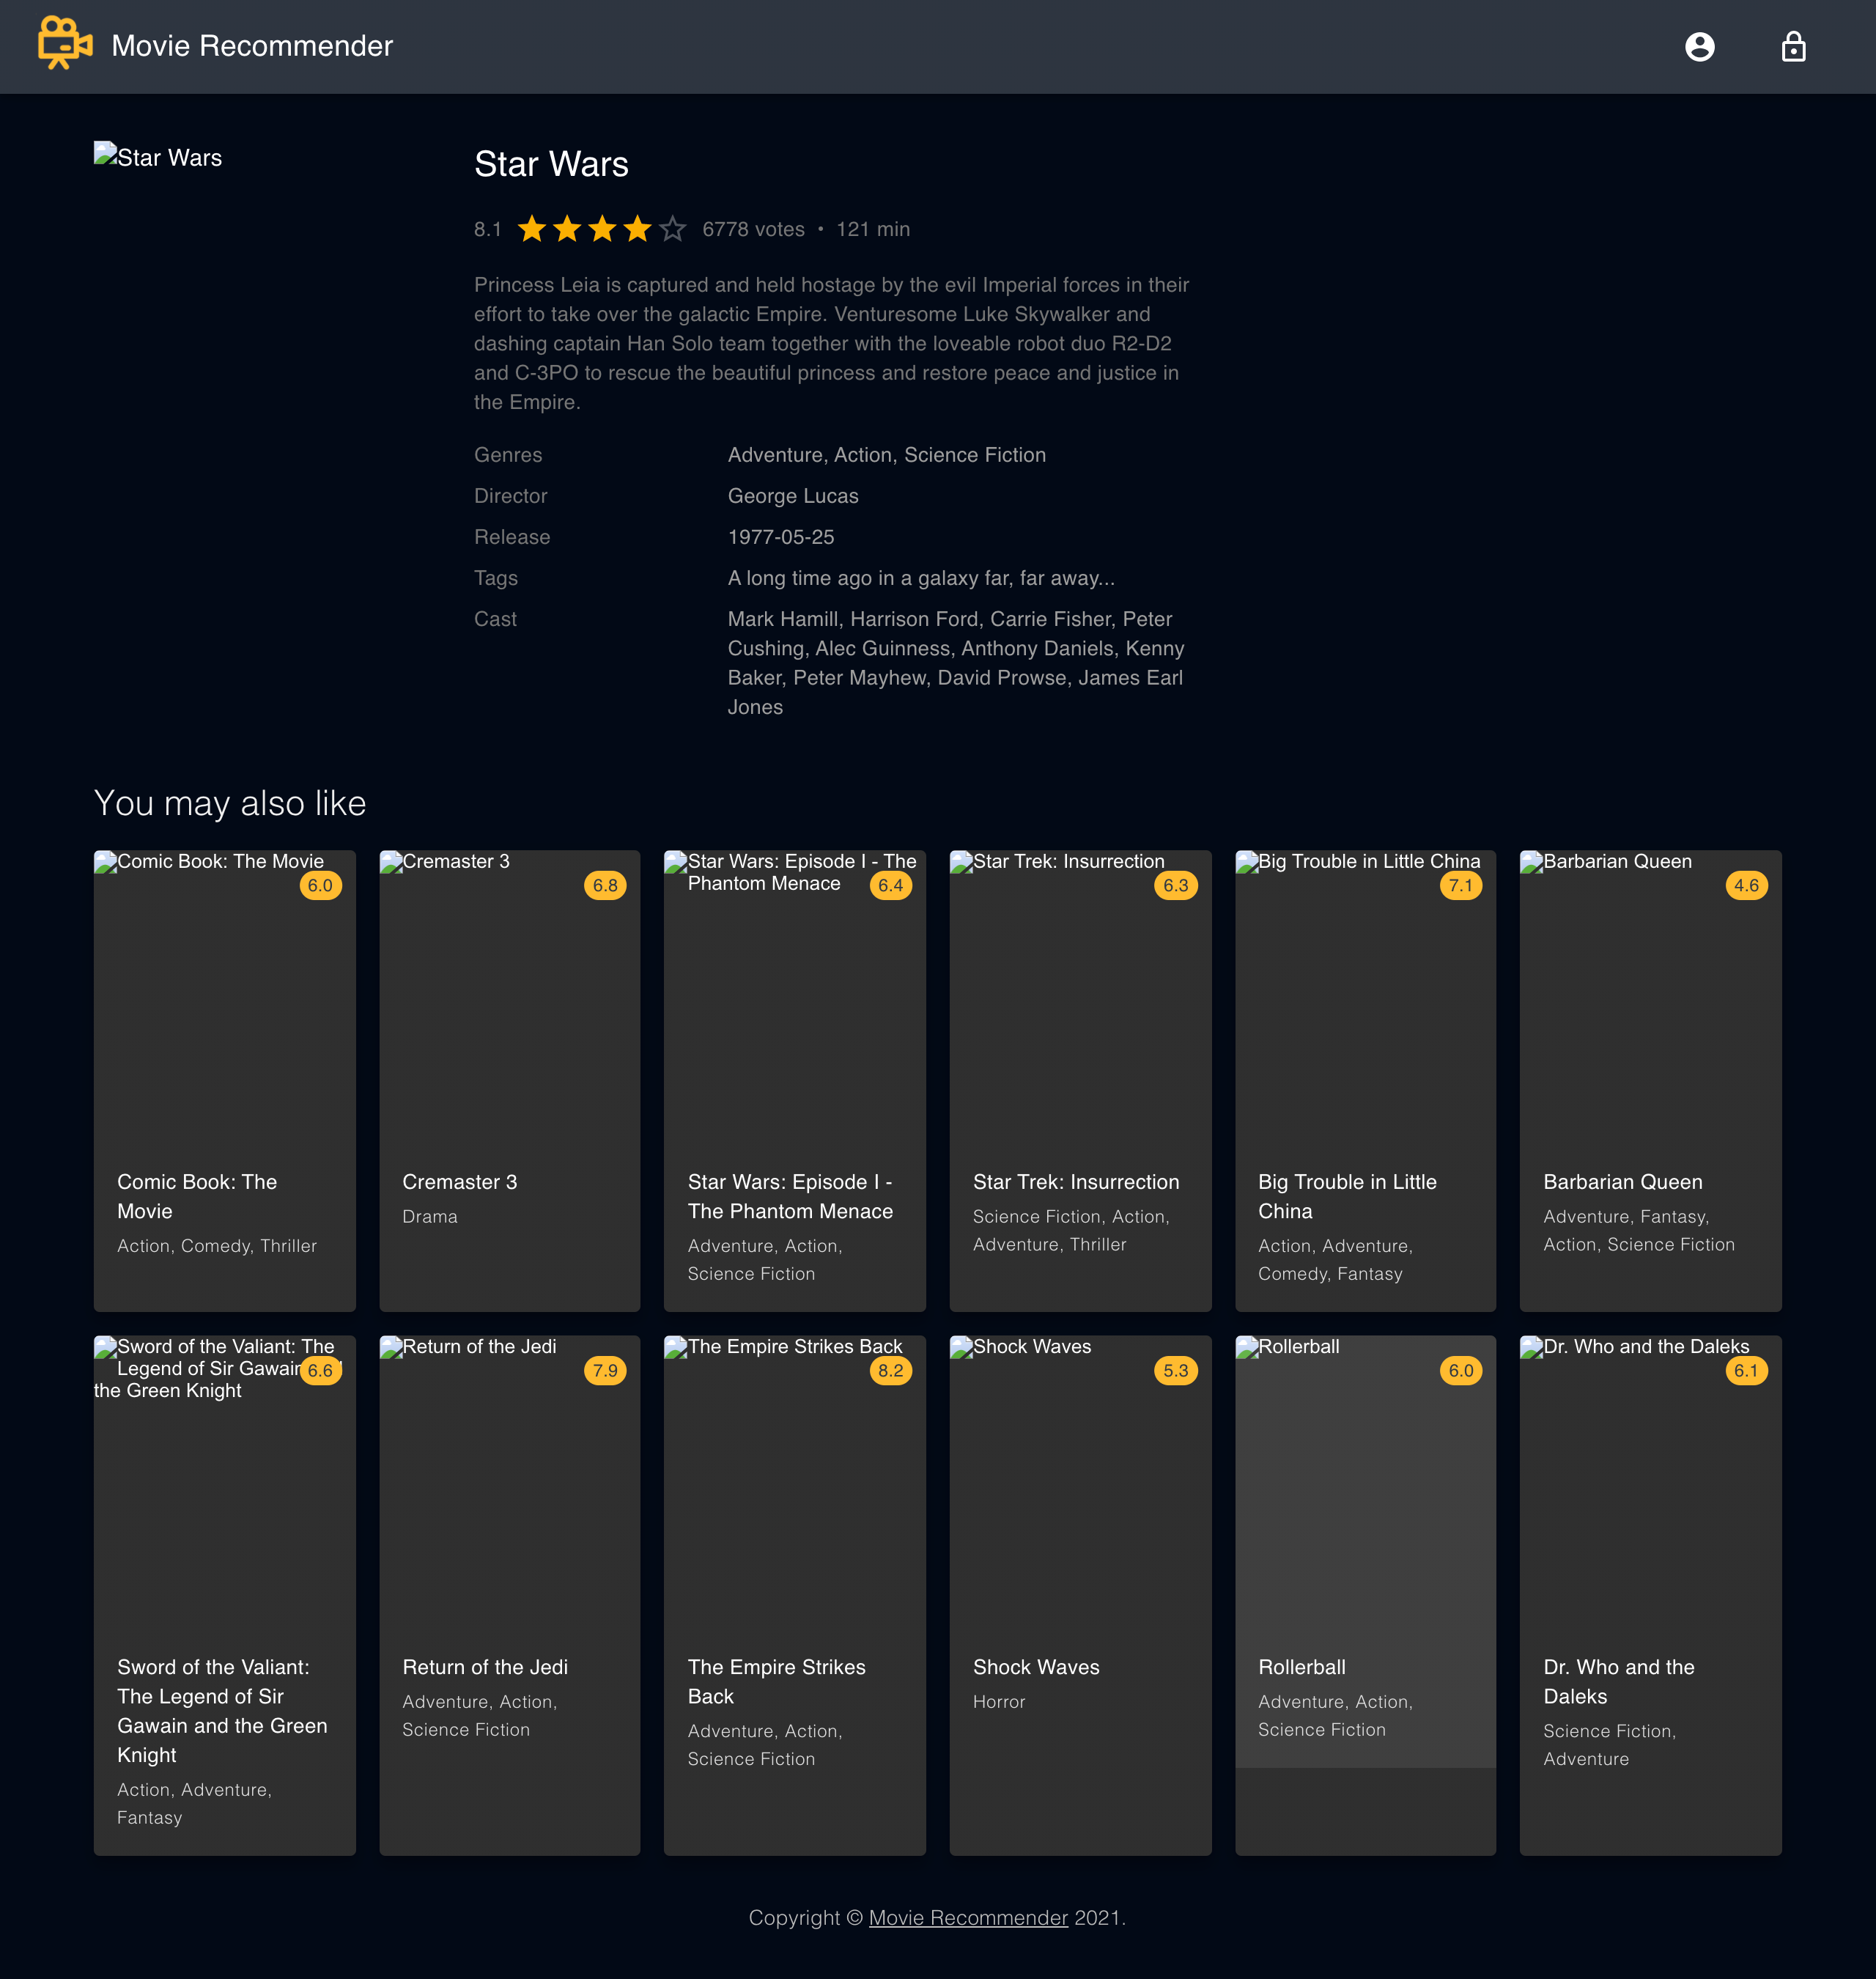 Movie Recommender
Star Wars
Star Wars
8.1 6778 votes • 121 min
Princess Leia is captured and held hostage by the evil Imperial forces in their
effort to take over the galactic Empire. Venturesome Luke Skywalker and
dashing captain Han Solo team together with the loveable robot duo R2-D2
and C-3PO to rescue the beautiful princess and restore peace and justice in
the Empire.
Genres Adventure, Action, Science Fiction
Director George Lucas
Release 1977-05-25
Tags A long time ago in a galaxy far, far away...
Cast Mark Hamill, Harrison Ford, Carrie Fisher, Peter
Cushing, Alec Guinness, Anthony Daniels, Kenny
Baker, Peter Mayhew, David Prowse, James Earl
Jones
You may also like
Comic Book: The Movie
6.0
Comic Book: The
Movie
Action, Comedy, Thriller
Cremaster 3
6.8
Cremaster 3
Drama
Star Wars: Episode I - The
Phantom Menace
6.4
Star Wars: Episode I -
The Phantom Menace
Adventure, Action,
Science Fiction
Star Trek: Insurrection
6.3
Star Trek: Insurrection
Science Fiction, Action,
Adventure, Thriller
Big Trouble in Little China
7.1
Big Trouble in Little
China
Action, Adventure,
Comedy, Fantasy
Barbarian Queen
4.6
Barbarian Queen
Adventure, Fantasy,
Action, Science Fiction
Sword of the Valiant: The
Legend of Sir Gawain
the Green Knight
6.6
Sword of the Valiant:
The Legend of Sir
Gawain and the Green
Knight
Action, Adventure,
Fantasy
Return of the Jedi
7.9
Return of the Jedi
Adventure, Action,
Science Fiction
The Empire Strikes Back
8.2
The Empire Strikes
Back
Adventure, Action,
Science Fiction
Shock Waves
5.3
Shock Waves
Horror
Rollerball
6.0
Rollerball
Adventure, Action,
Science Fiction
Dr. Who and the Daleks
6.1
Dr. Who and the
Daleks
Science Fiction,
Adventure
Copyright © Movie Recommender 2021.